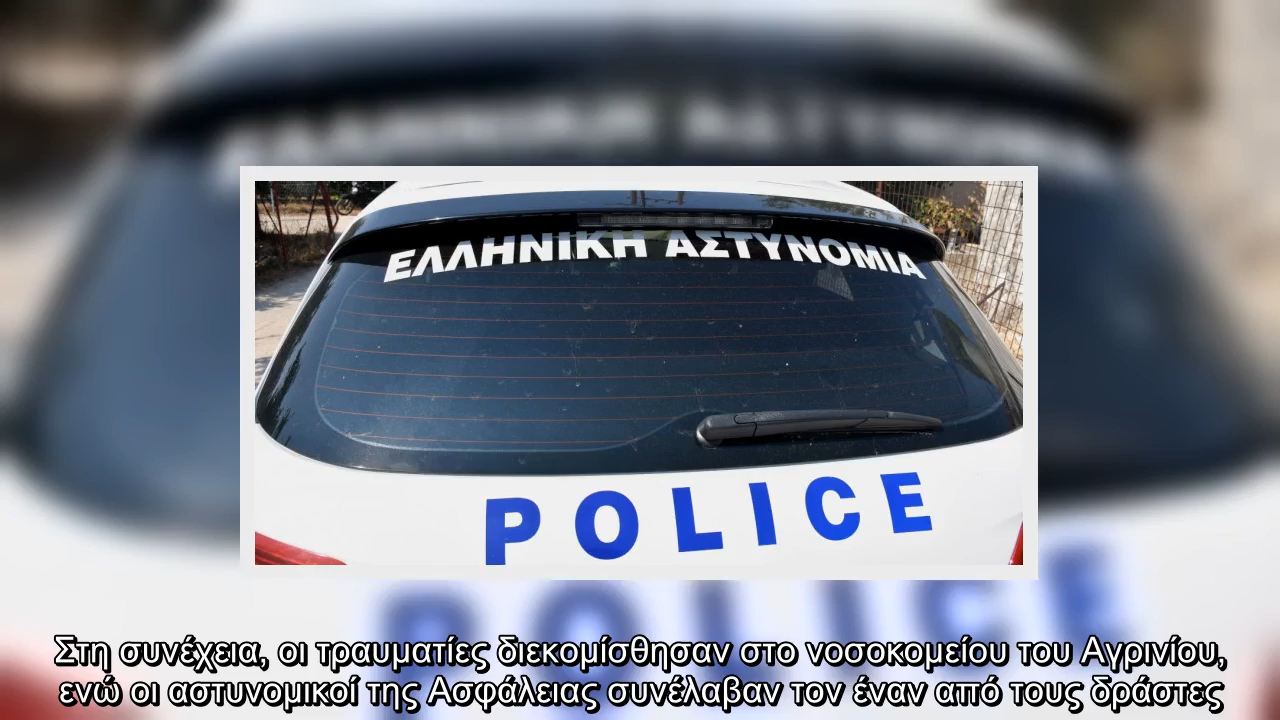 ΕΛΛΗΝΙΚΗ ΑΣΤΥΝΟΜΙΑ
POLICE
Στη συνέχεια, οι τραυματίες διεκομίσθησαν στο νοσοκομείου του Αγρινίου,
ενώ οι αστυνομικοί της Ασφάλειας συνέλαβαν τον έναν από τους δράστες